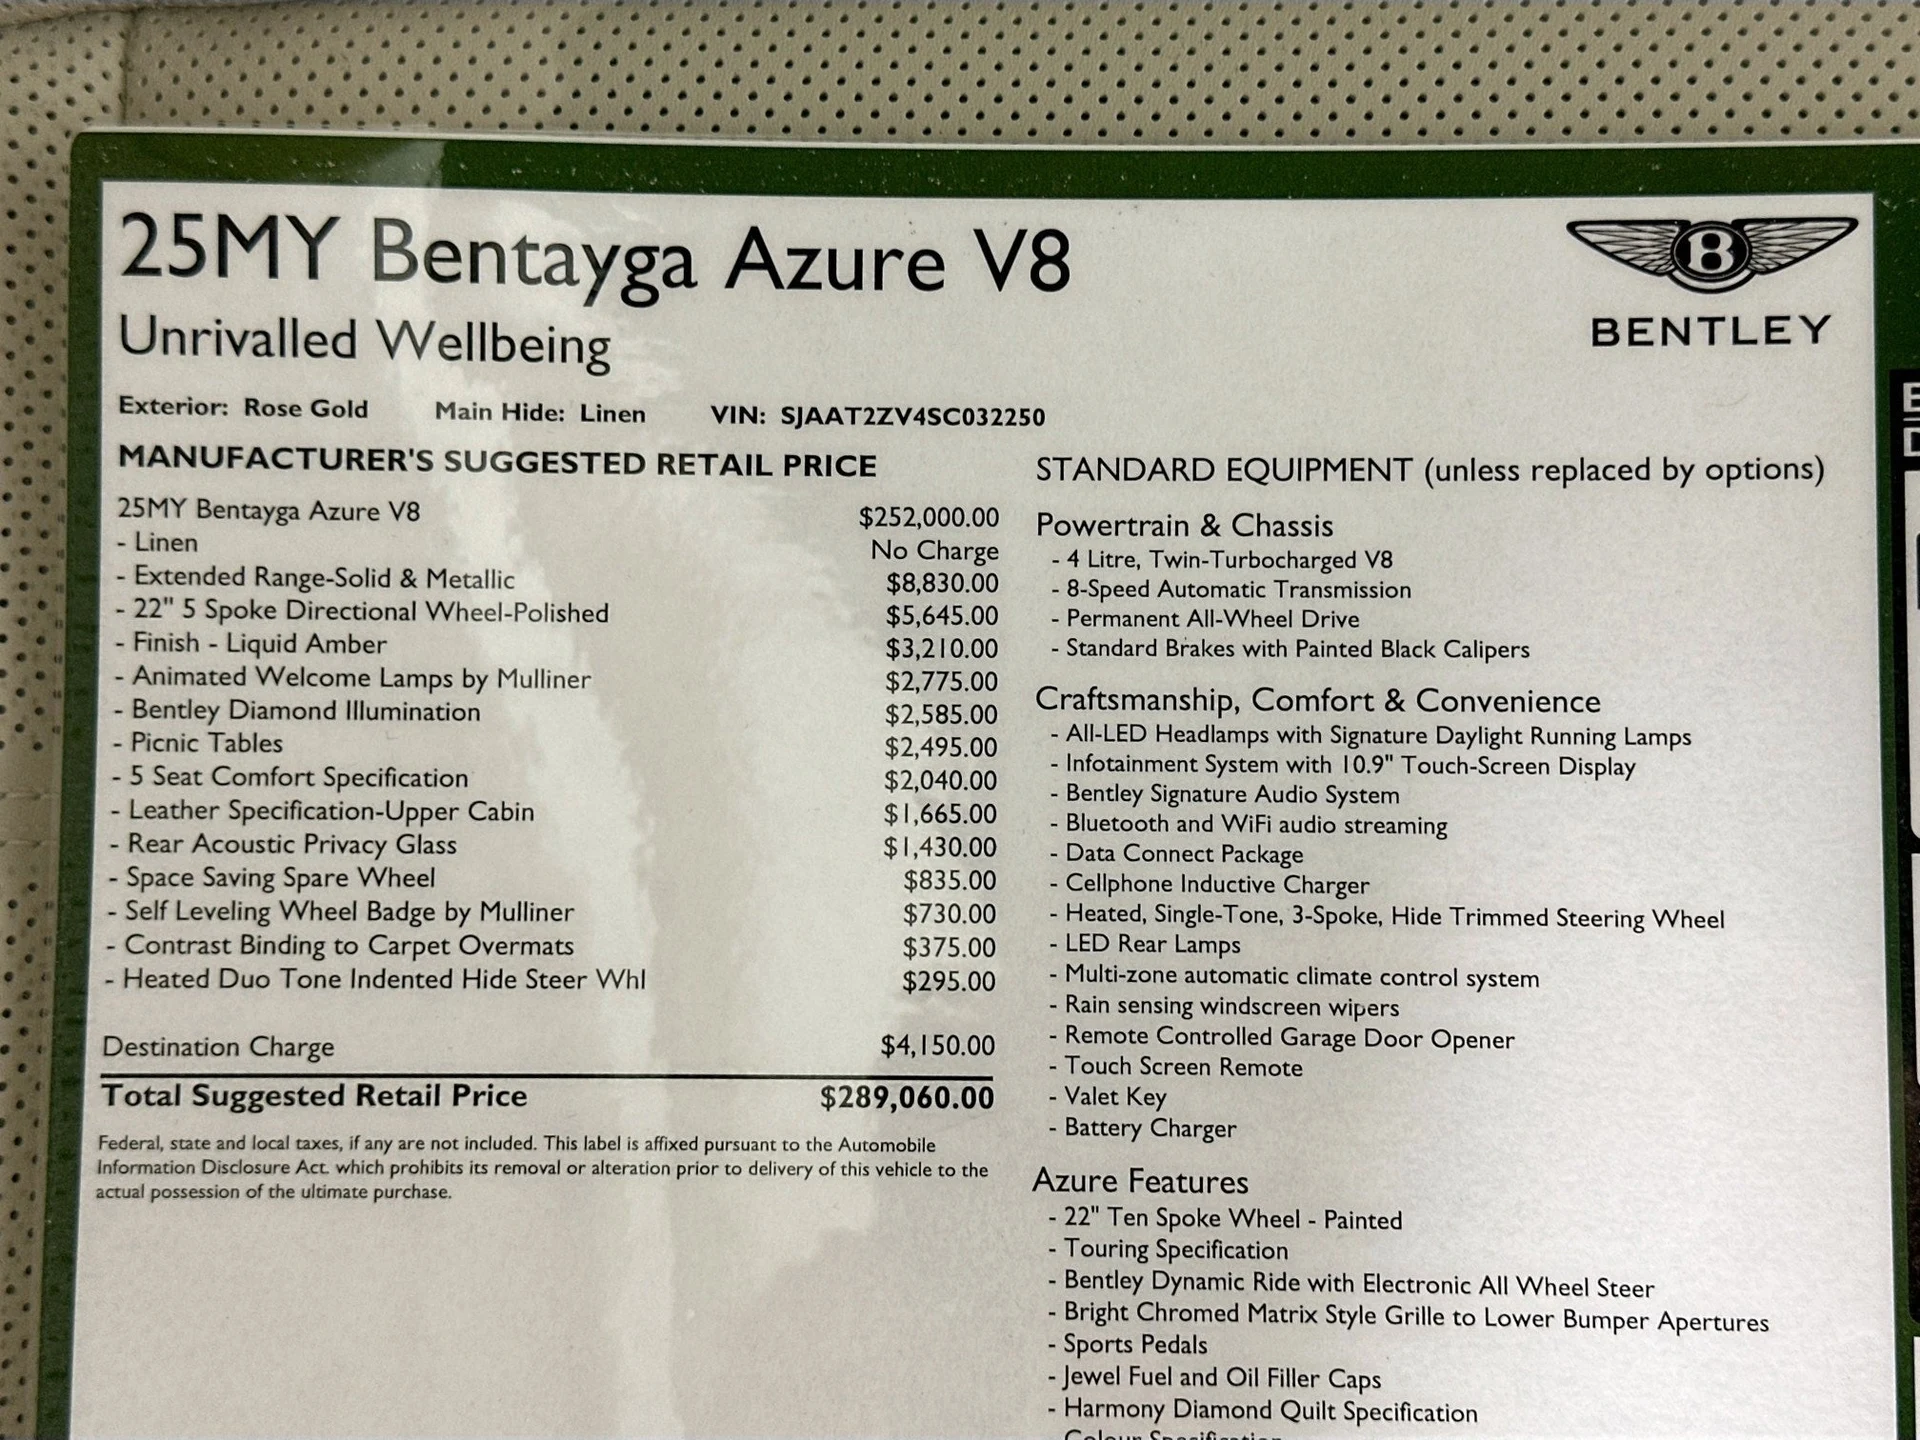 25MY Bentayga Azure V8
Unrivalled Wellbeing
B
BENTLEY
Exterior: Rose Gold Main Hide: Linen VIN: SJAAT2ZV4SC032250
MANUFACTURER'S SUGGESTED RETAIL PRICE
25MY Bentayga Azure V8 $252,000.00
- Linen No Charge
- Extended Range-Solid & Metallic $8,830.00
- 22" 5 Spoke Directional Wheel-Polished $5,645.00
- Finish - Liquid Amber $3,210.00
- Animated Welcome Lamps by Mulliner $2,775.00
- Bentley Diamond Illumination $2,585.00
- Picnic Tables $2,495.00
- 5 Seat Comfort Specification $2,040.00
- Leather Specification-Upper Cabin $1,665.00
- Rear Acoustic Privacy Glass $1,430.00
- Space Saving Spare Wheel $835.00
- Self Leveling Wheel Badge by Mulliner $730.00
- Contrast Binding to Carpet Overmats $375.00
- Heated Duo Tone Indented Hide Steer Whl $295.00
Destination Charge $4,150.00
Total Suggested Retail Price $289,060.00
Federal, state and local taxes, if any are not included. This label is affixed pursuant to the Automobile
Information Disclosure Act. which prohibits its removal or alteration prior to delivery of this vehicle to the
actual possession of the ultimate purchase.
STANDARD EQUIPMENT (unless replaced by options)
Powertrain & Chassis
- 4 Litre, Twin-Turbocharged V8
- 8-Speed Automatic Transmission
- Permanent All-Wheel Drive
- Standard Brakes with Painted Black Calipers
Craftsmanship, Comfort & Convenience
- All-LED Headlamps with Signature Daylight Running Lamps
- Infotainment System with 10.9" Touch-Screen Display
- Bentley Signature Audio System
- Bluetooth and WiFi audio streaming
- Data Connect Package
- Cellphone Inductive Charger
- Heated, Single-Tone, 3-Spoke, Hide Trimmed Steering Wheel
- LED Rear Lamps
- Multi-zone automatic climate control system
- Rain sensing windscreen wipers
- Remote Controlled Garage Door Opener
- Touch Screen Remote
- Valet Key
- Battery Charger
Azure Features
- 22" Ten Spoke Wheel - Painted
- Touring Specification
- Bentley Dynamic Ride with Electronic All Wheel Steer
- Bright Chromed Matrix Style Grille to Lower Bumper Apertures
- Sports Pedals
- Jewel Fuel and Oil Filler Caps
- Harmony Diamond Quilt Specification